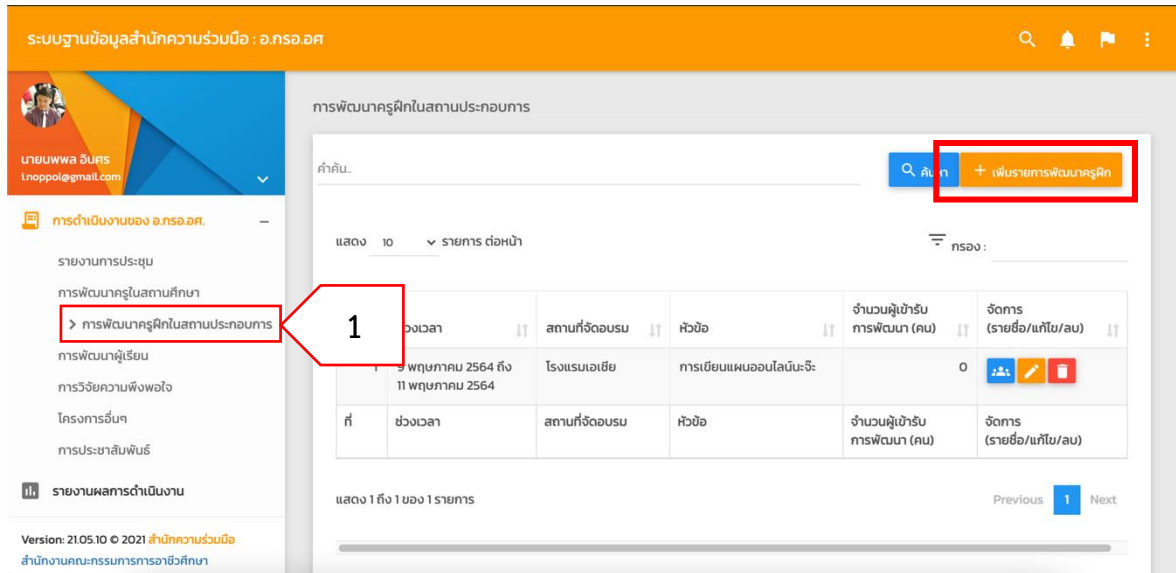 ระบบฐานข้อมูลสำนักความร่วมมือ : อ.กรอ.อศ
นายนพพล อินศร
i.noppol@gmail.com
การดำเนินงานของ อ.กรอ.อศ.
รายงานการประชุม
การพัฒนาครูในสถานศึกษา
การพัฒนาครูฝึกในสถานประกอบการ
การพัฒนาผู้เรียน
การวิจัยความพึงพอใจ
โครงการอื่นๆ
การประชาสัมพันธ์
รายงานผลการดำเนินงาน
Version: 21.05.10 © 2021 สำนักความร่วมมือ
สำนักงานคณะกรรมการการอาชีวศึกษา
1
การพัฒนาครูฝึกในสถานประกอบการ
คำค้น..
ค้นหา
+ เพิ่มรายการพัฒนาครูฝึก
แสดง 10 รายการ ต่อหน้า
กรอง :
ช่วงเวลา สถานที่จัดอบรม หัวข้อ จำนวนผู้เข้ารับ จัดการ
การพัฒนา (คน) (รายชื่อ/แก้ไข/ลบ)
1 9 พฤษภาคม 2564 ถึง โรงแรมเอเชีย การเขียนแผนออนไลน์นะจ๊ะ 0
11 พฤษภาคม 2564
ที่ ช่วงเวลา สถานที่จัดอบรม หัวข้อ จำนวนผู้เข้ารับ จัดการ
การพัฒนา (คน) (รายชื่อ/แก้ไข/ลบ)
แสดง 1 ถึง 1 ของ 1 รายการ
Previous 1 Next